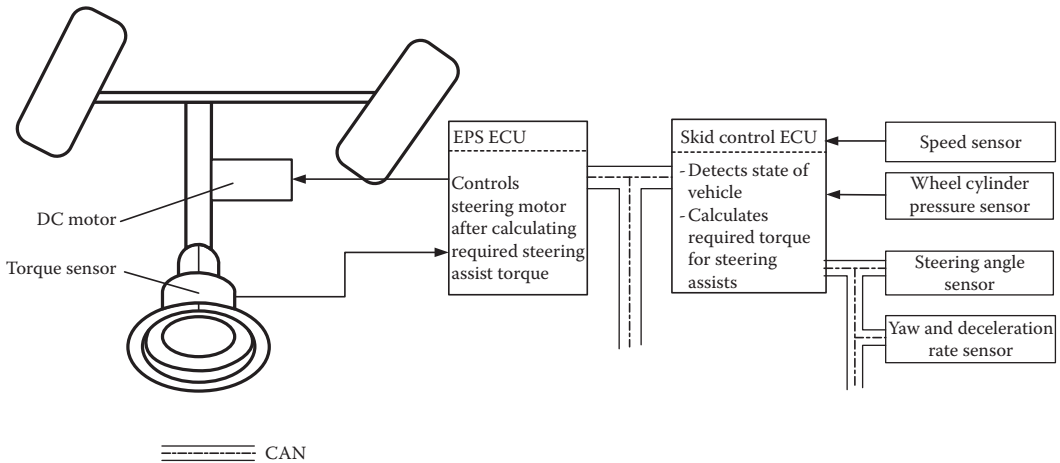 DC motor
Torque sensor
EPS ECU
Controls
steering motor
after calculating
required steering
assist torque
Skid control ECU
- Detects state of
vehicle
- Calculates
required torque
for steering
assists
Speed sensor
Wheel cylinder
pressure sensor
Steering angle
sensor
Yaw and deceleration
rate sensor
CAN